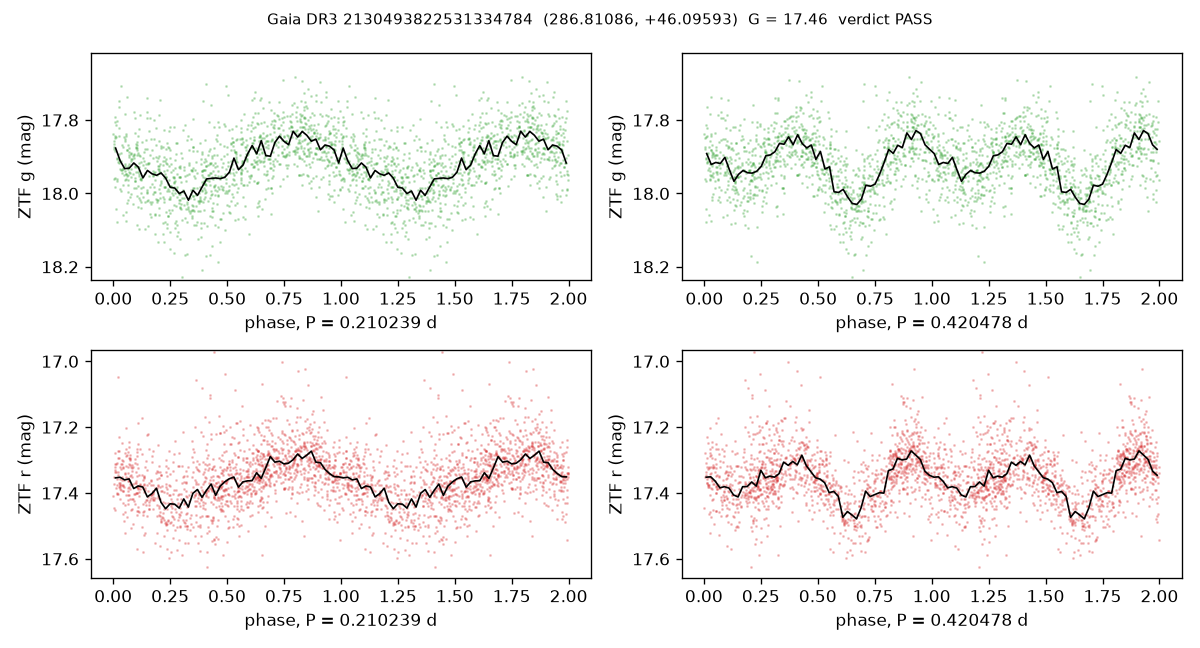 Gaia DR3 2130493822531334784 (286.81086, +46.09593) G = 17.46 verdict PASS
ZTF g (mag)
17.8
18.0
18.2
0.00 0.25 0.50 0.75 1.00 1.25 1.50 1.75 2.00
phase, P = 0.210239 d
ZTF g (mag)
17.8
18.0
18.2
0.00 0.25 0.50 0.75 1.00 1.25 1.50 1.75 2.00
phase, P = 0.420478 d
ZTF r (mag)
17.0
17.2
17.4
17.6
0.00 0.25 0.50 0.75 1.00 1.25 1.50 1.75 2.00
phase, P = 0.210239 d
ZTF r (mag)
17.0
17.2
17.4
17.6
0.00 0.25 0.50 0.75 1.00 1.25 1.50 1.75 2.00
phase, P = 0.420478 d